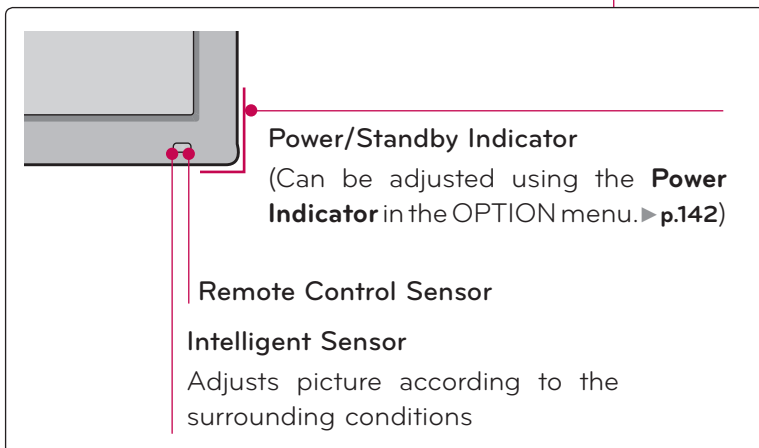 Power/Standby Indicator
(Can be adjusted using the Power
Indicator in the OPTION menu. ► p.142)
Remote Control Sensor
Intelligent Sensor
Adjusts picture according to the
surrounding conditions